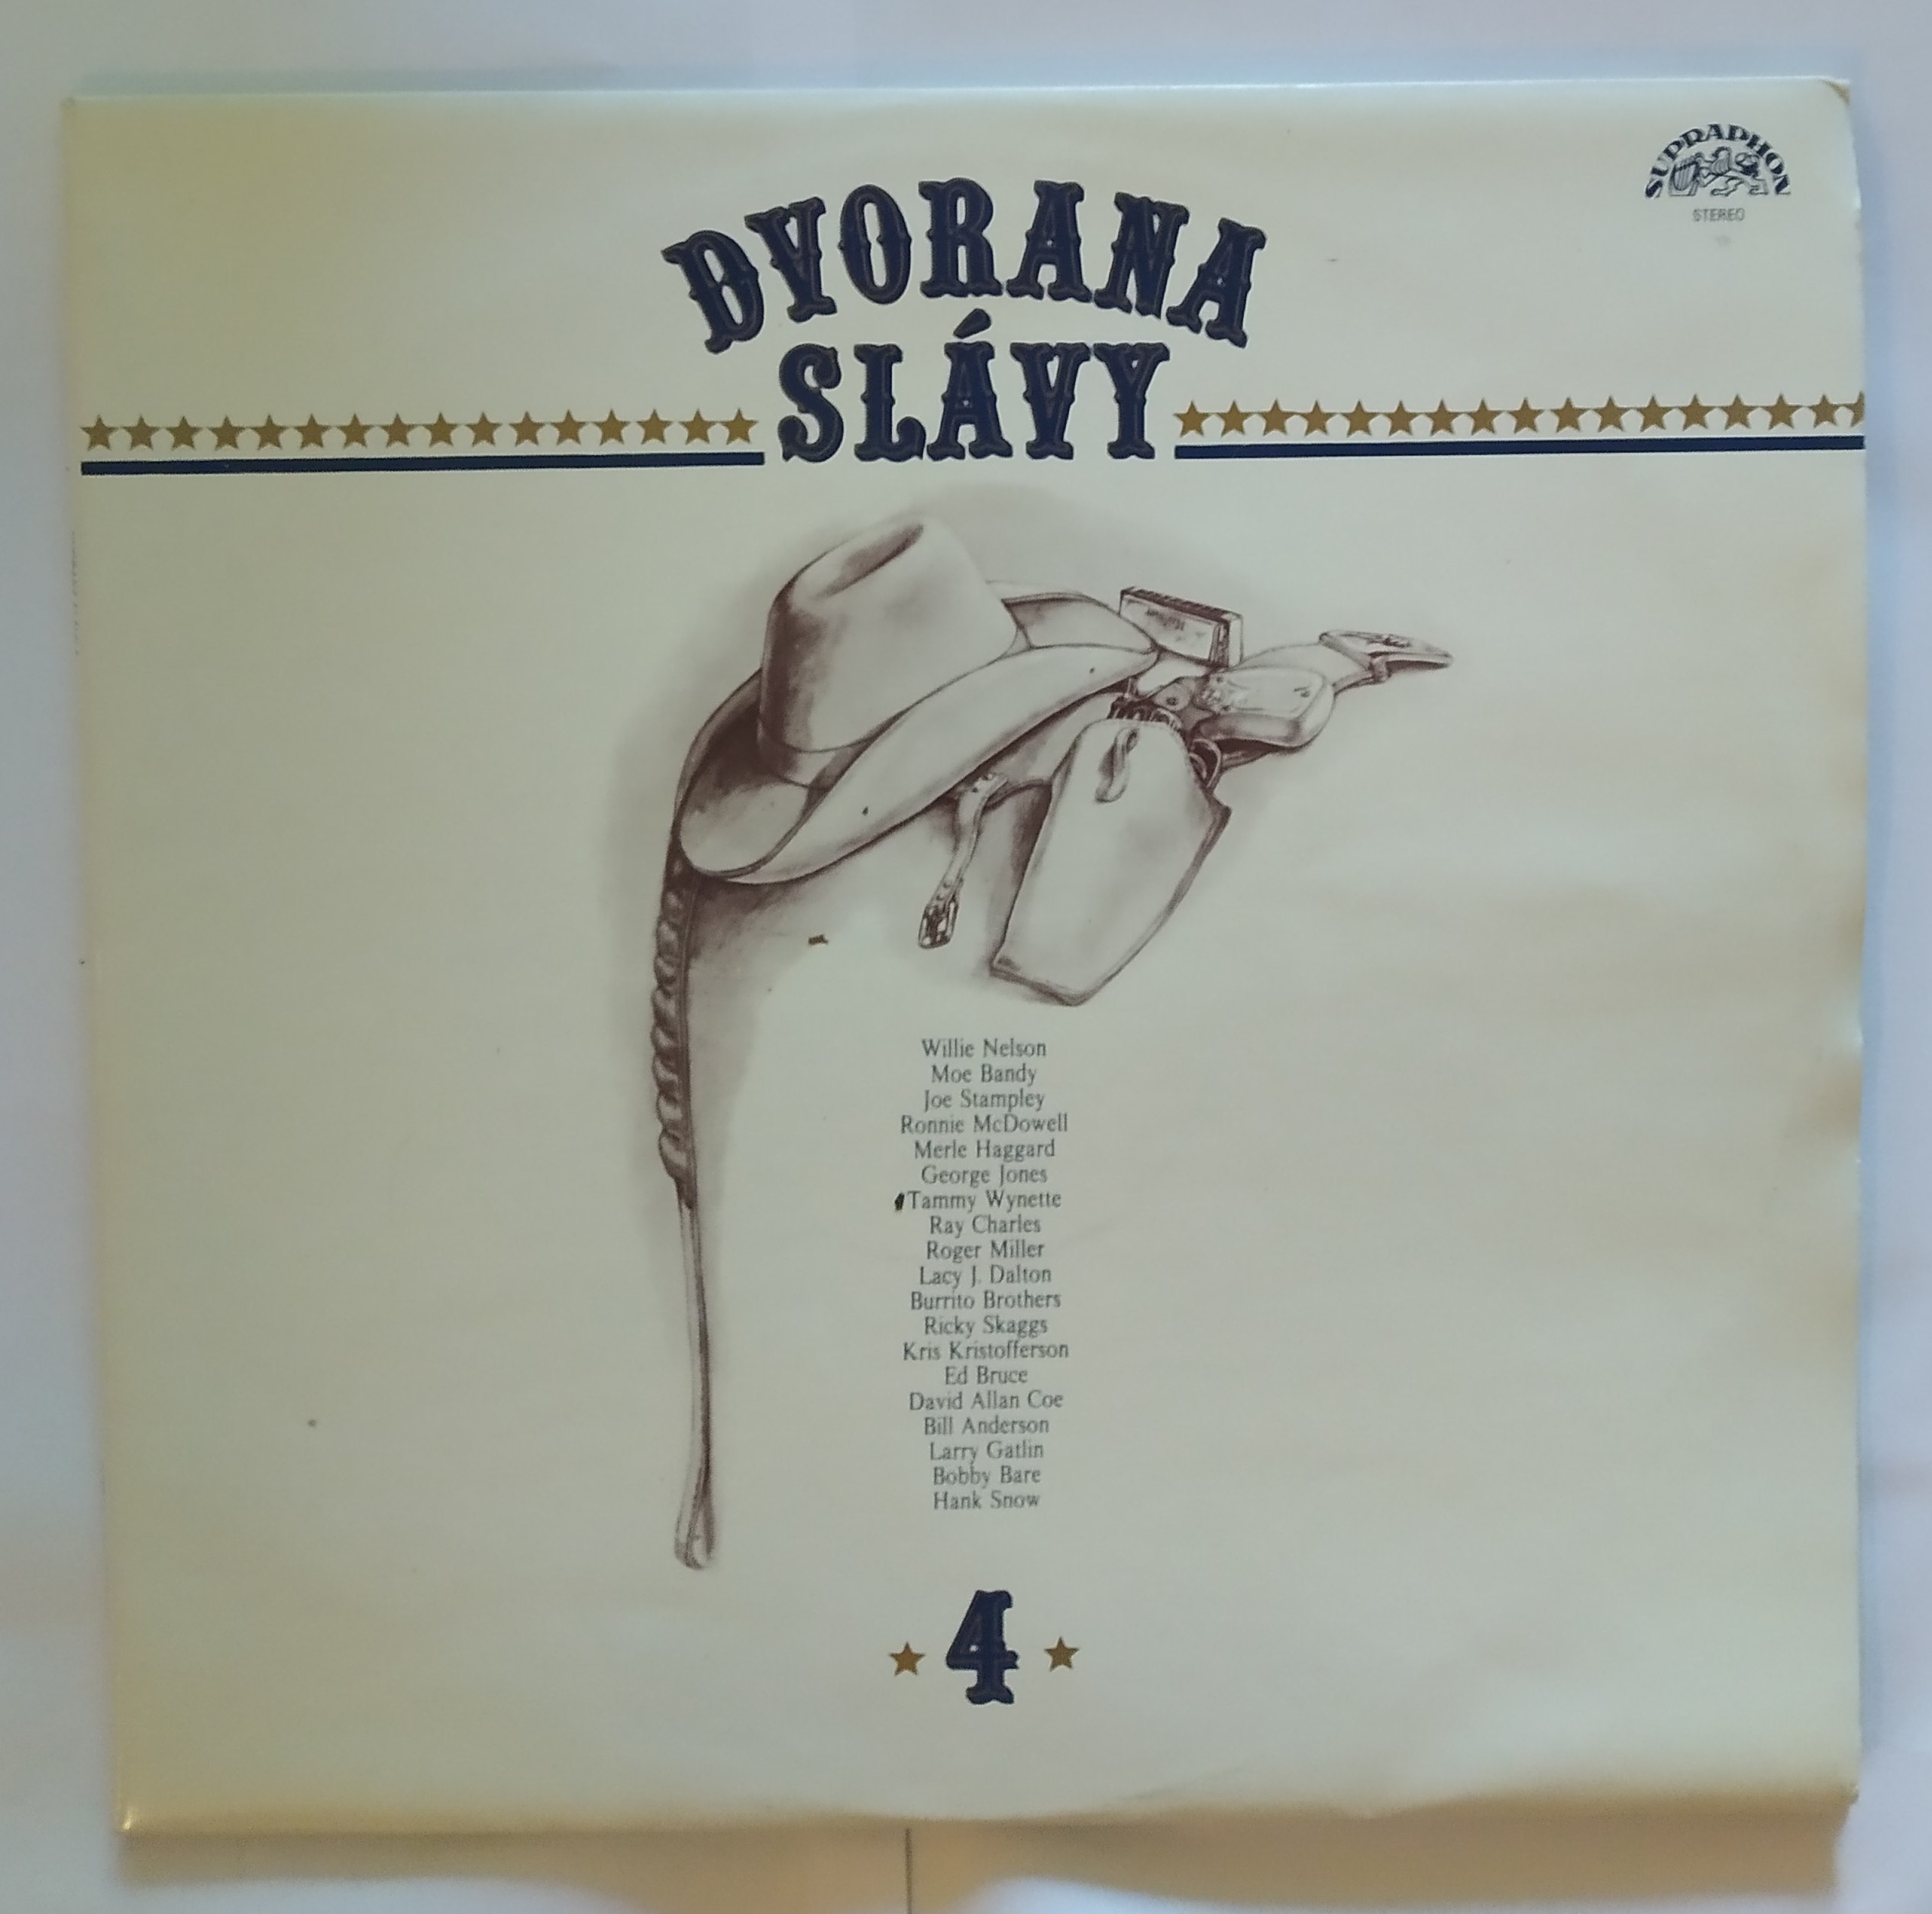 SUPRAPHON
STEREO
DVORANA
SLÁVY
Willie Nelson
Moe Bandy
Joe Stampley
Ronnie McDowell
Merle Haggard
George Jones
Tammy Wynette
Ray Charles
Roger Miller
Lacy J. Dalton
Burrito Brothers
Ricky Skaggs
Kris Kristofferson
Ed Bruce
David Allan Coe
Bill Anderson
Larry Gatlin
Bobby Bare
Hank Snow
4